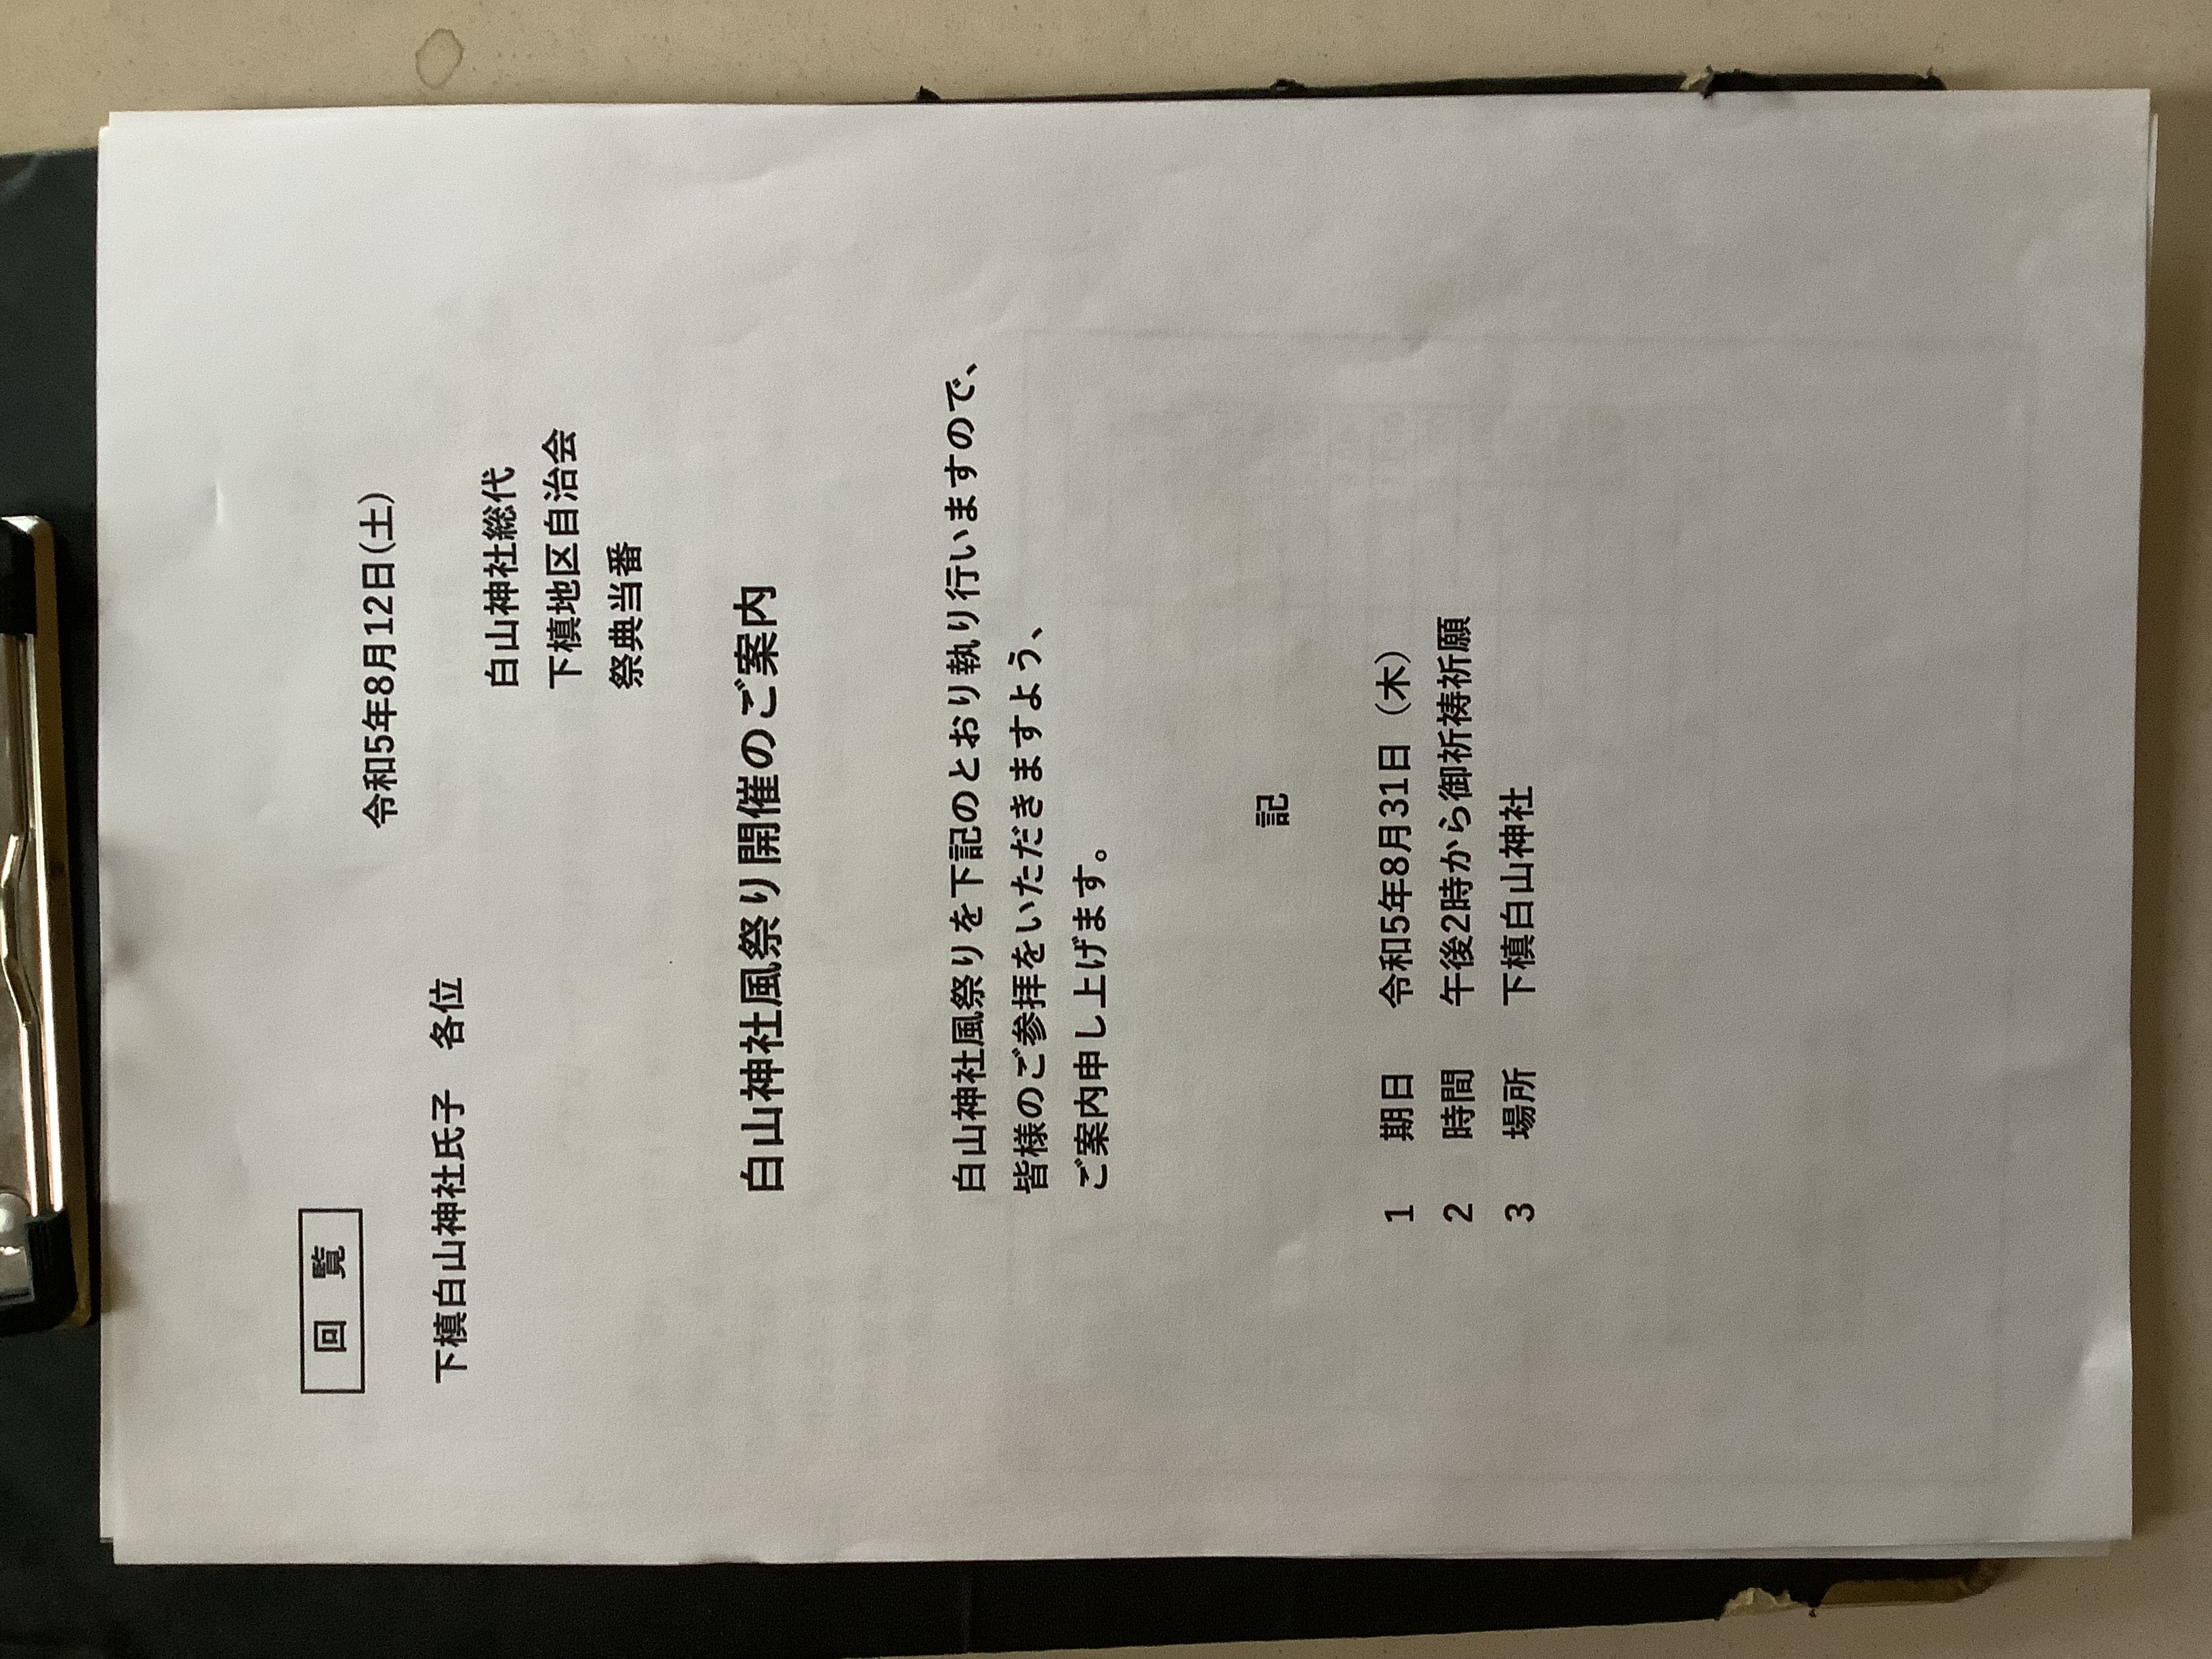 回　覧
令和5年8月12日(土)
下槙白山神社氏子　各位
白山神社総代
下槙地区自治会
祭典当番
白山神社風祭り開催のご案内
白山神社風祭りを下記のとおり執り行いますので、
皆様のご参拝をいただきますよう、
ご案内申し上げます。
記
1　期日　令和5年8月31日（木）
2　時間　午後2時から御祈祷祈願
3　場所　下槙白山神社